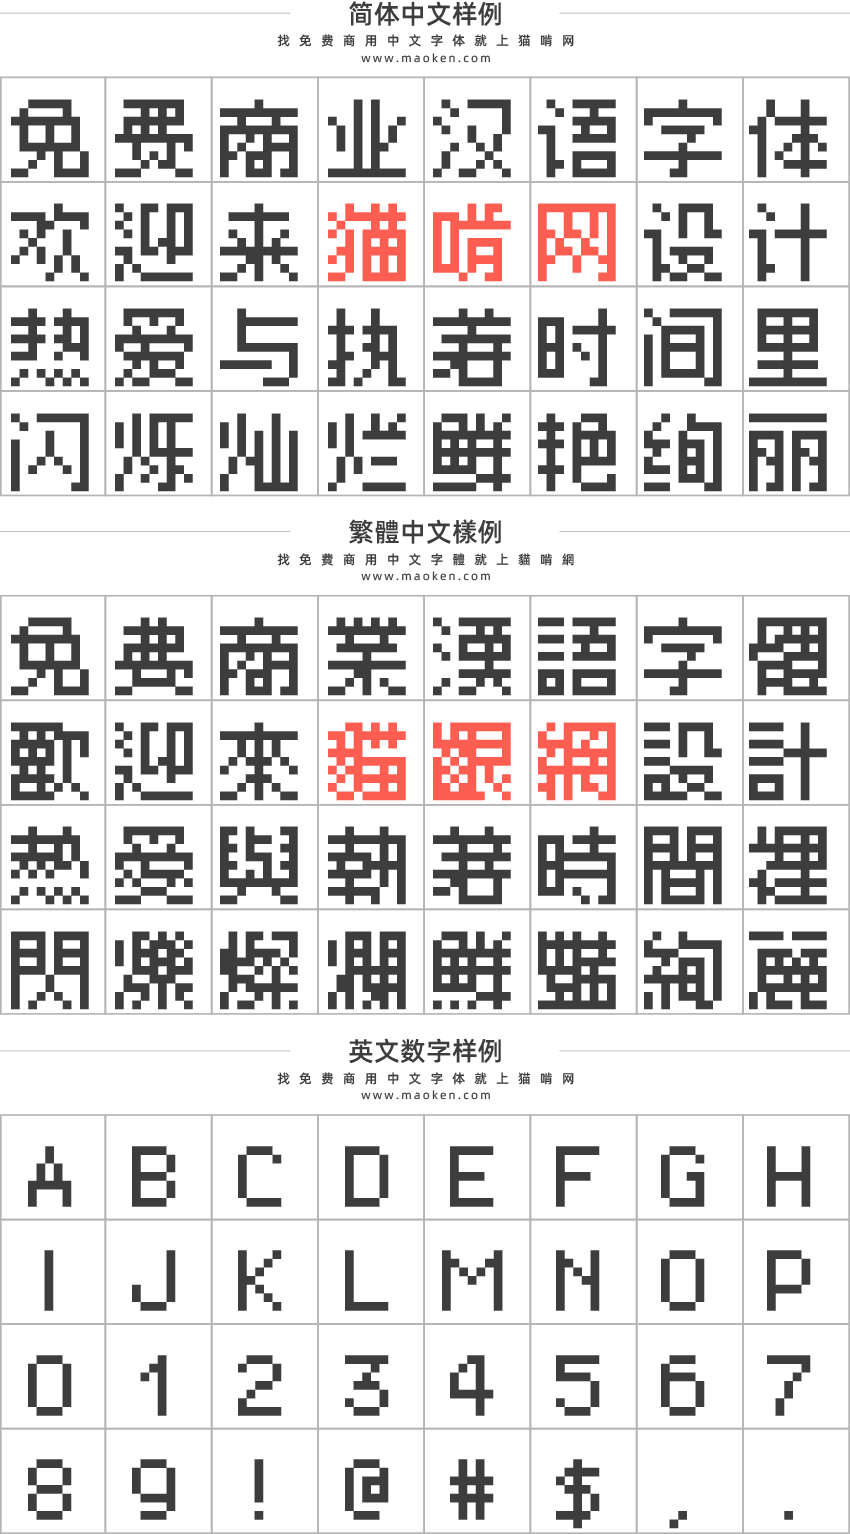 简体中文样例
找免费商用中文字体就上猫啃网
www.maoken.com
免费商业汉语字体
欢迎来猫啃网设计
热爱与执着时间里
闪烁灿烂鲜艳绚丽
繁體中文樣例
找免費商用中文字體就上貓啃網
www.maoken.com
免費商業漢語字體
歡迎來貓啃網設計
熱愛與執著時間裡
閃爍燦爛鮮豔絢麗
英文数字样例
找免费商用中文字体就上猫啃网
www.maoken.com
A B C D E F G H
I J K L M N O P
0 1 2 3 4 5 6 7
8 9 ! @ # $ , .